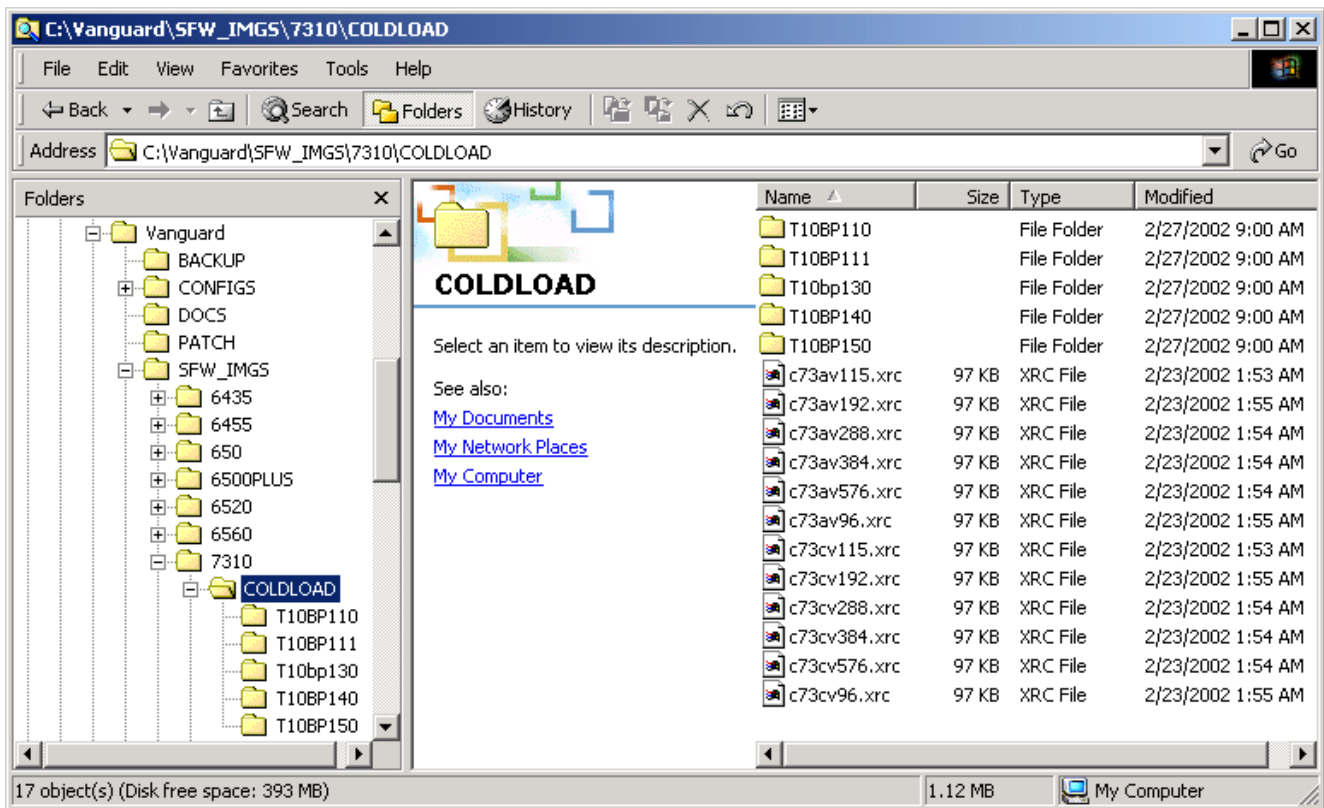 C:\Vanguard\SFW_IMGS\7310\COLDLOAD
File Edit View Favorites Tools Help
Back Search Folders History
Address C:\Vanguard\SFW_IMGS\7310\COLDLOAD Go
Folders
Vanguard
BACKUP
CONFIGS
DOCS
PATCH
SFW_IMGS
6435
6455
650
6500PLUS
6520
6560
7310
COLDLOAD
T10BP110
T10BP111
T10bp130
T10BP140
T10BP150
COLDLOAD
Select an item to view its description.
See also:
My Documents
My Network Places
My Computer
Name Size Type Modified
T10BP110 File Folder 2/27/2002 9:00 AM
T10BP111 File Folder 2/27/2002 9:00 AM
T10bp130 File Folder 2/27/2002 9:00 AM
T10BP140 File Folder 2/27/2002 9:00 AM
T10BP150 File Folder 2/27/2002 9:00 AM
c73av115.xrc 97 KB XRC File 2/23/2002 1:53 AM
c73av192.xrc 97 KB XRC File 2/23/2002 1:55 AM
c73av288.xrc 97 KB XRC File 2/23/2002 1:54 AM
c73av384.xrc 97 KB XRC File 2/23/2002 1:54 AM
c73av576.xrc 97 KB XRC File 2/23/2002 1:54 AM
c73av96.xrc 97 KB XRC File 2/23/2002 1:55 AM
c73cv115.xrc 97 KB XRC File 2/23/2002 1:53 AM
c73cv192.xrc 97 KB XRC File 2/23/2002 1:55 AM
c73cv288.xrc 97 KB XRC File 2/23/2002 1:54 AM
c73cv384.xrc 97 KB XRC File 2/23/2002 1:54 AM
c73cv576.xrc 97 KB XRC File 2/23/2002 1:54 AM
c73cv96.xrc 97 KB XRC File 2/23/2002 1:55 AM
17 object(s) (Disk free space: 393 MB) 1.12 MB My Computer